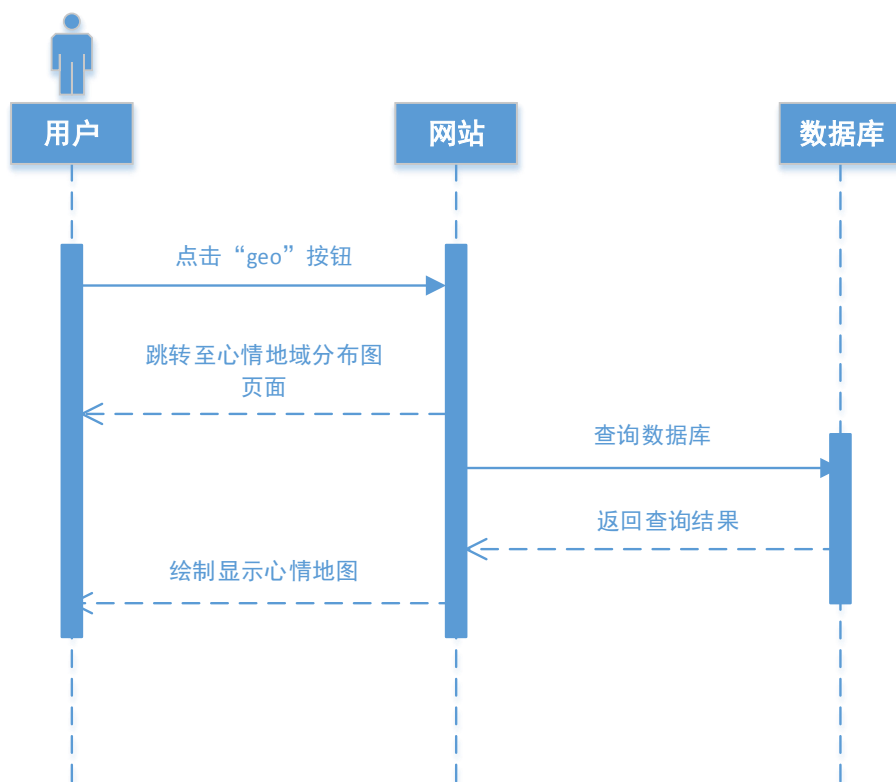 用户
网站
数据库
点击“geo”按钮
跳转至心情地域分布图
页面
查询数据库
返回查询结果
绘制显示心情地图